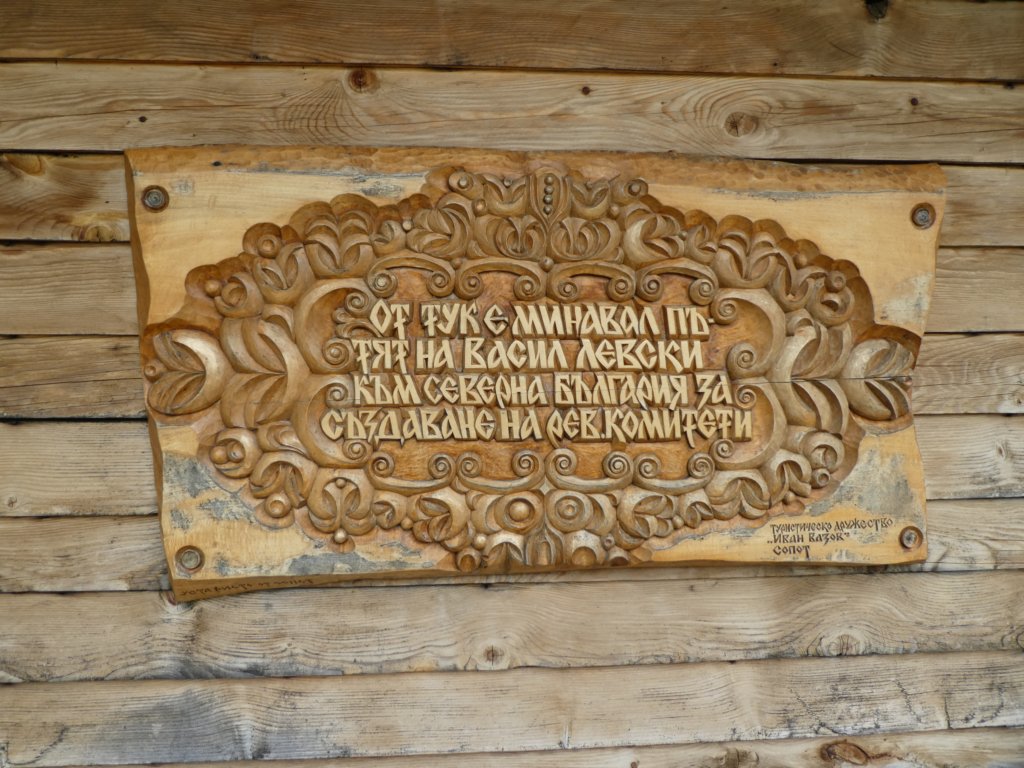 ОТ ТУК Е МИНАВАЛ ПЪ-
ТЯТ НА ВАСИЛ ЛЕВСКИ
КЪМ СЕВЕРНА БЪЛГАРИЯ ЗА
СЪЗДАВАНЕ НА РЕВ. КОМИТЕТИ
ТУРИСТИЧЕСКО ДРУЖЕСТВО
„ИВАН ВАЗОВ"
СОПОТ